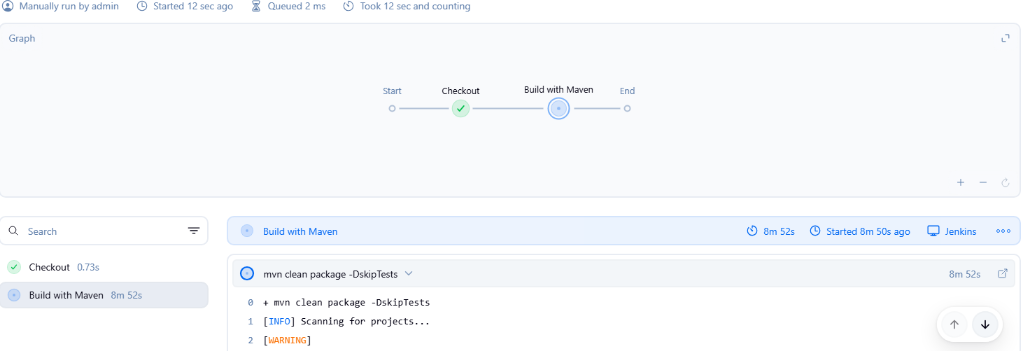 Manually run by admin Started 12 sec ago Queued 2 ms Took 12 sec and counting
Graph
Start Checkout Build with Maven End
Search
Build with Maven 8m 52s Started 8m 50s ago Jenkins
Checkout 0.73s
Build with Maven 8m 52s
mvn clean package -DskipTests 8m 52s
0 + mvn clean package -DskipTests
1 [INFO] Scanning for projects...
2 [WARNING]